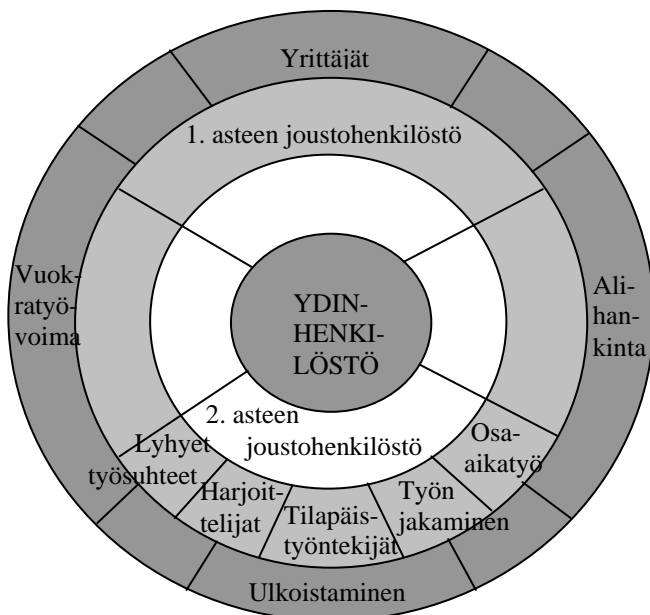 Yrittäjät
1. asteen joustohenkilöstö
Vuok-
ratyö-
voima
YDIN-
HENKI-
LÖSTÖ
Ali-
han-
kinta
2. asteen
joustohenkilöstö
Lyhyet
työsuhteet
Harjoit-
telijat
Tilapäis-
työntekijät
Työn
jakaminen
Osa-
aikatyö
Ulkoistaminen